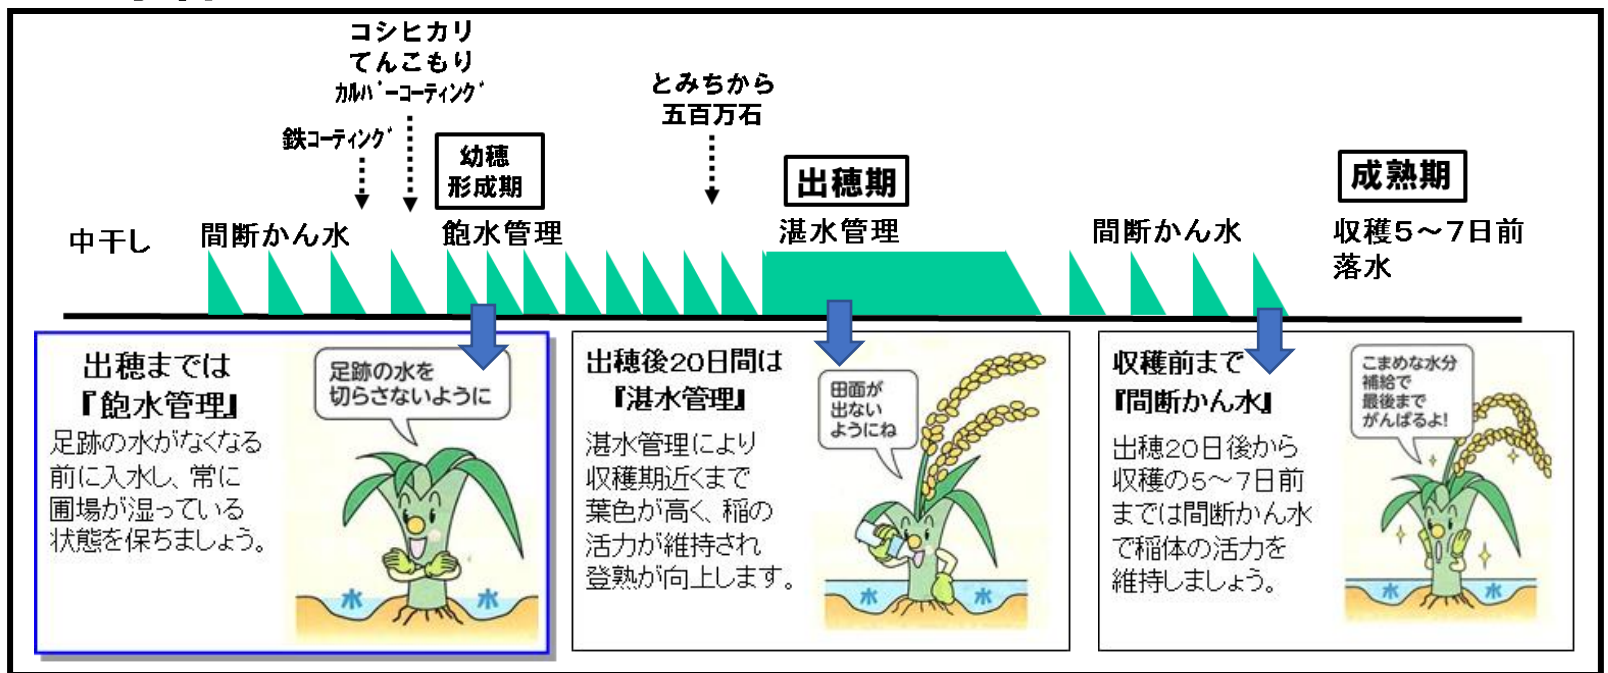 コシヒカリ
てんこもり
カルパーコーティング
鉄コーティング
とみちから
五百万石
幼穂
形成期
出穂期
成熟期
中干し
間断かん水
飽水管理
湛水管理
間断かん水
収穫5～7日前
落水
出穂までは
『飽水管理』
足跡の水がなくなる
前に入水し、常に
圃場が湿っている
状態を保ちましょう。
足跡の水を
切らさないように
水
水
出穂後20日間は
『湛水管理』
湛水管理により
収穫期近くまで
葉色が高く、稲の
活力が維持され
登熟が向上します。
田面が
出ない
ようにね
水
水
収穫前まで
『間断かん水』
出穂20日後から
収穫の5～7日前
までは間断かん水
で稲体の活力を
維持しましょう。
こまめな水分
補給で
最後まで
がんばるよ!
水
水